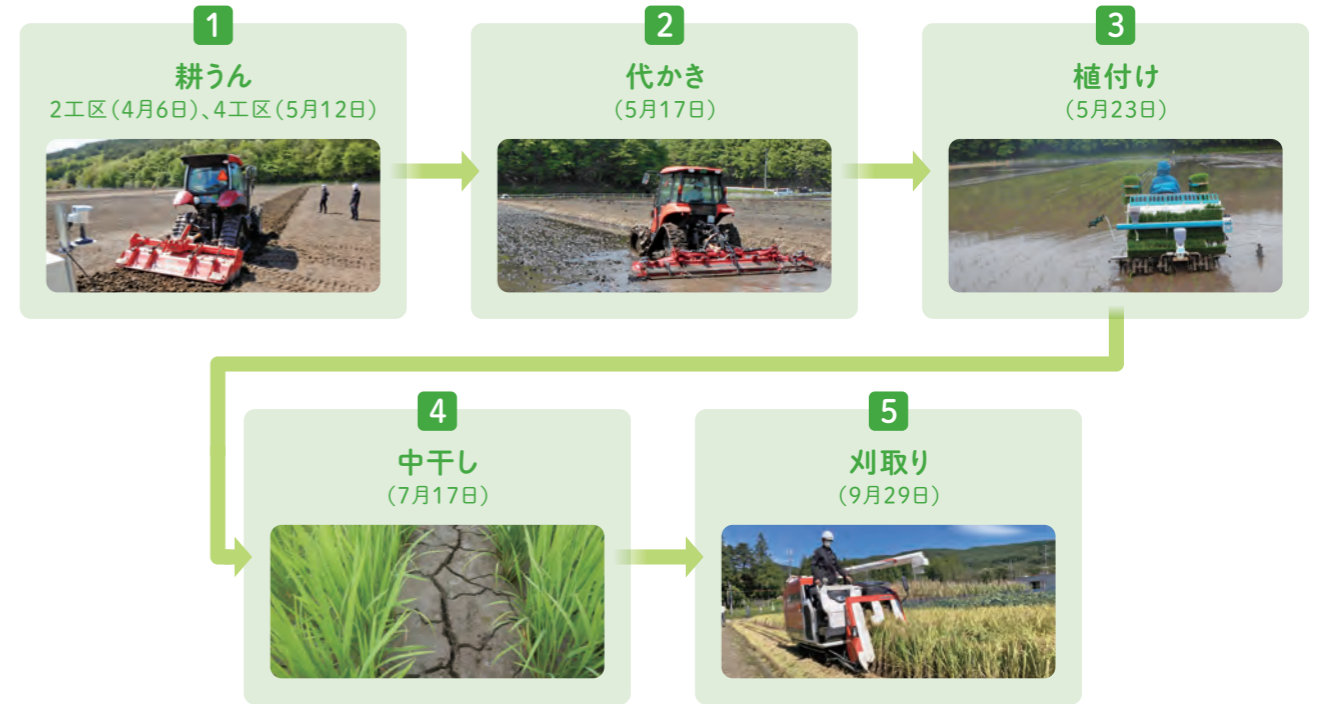 1
耕うん
2工区(4月6日)、4工区(5月12日)
2
代かき
(5月17日)
3
植付け
(5月23日)
4
中干し
(7月17日)
5
刈取り
(9月29日)